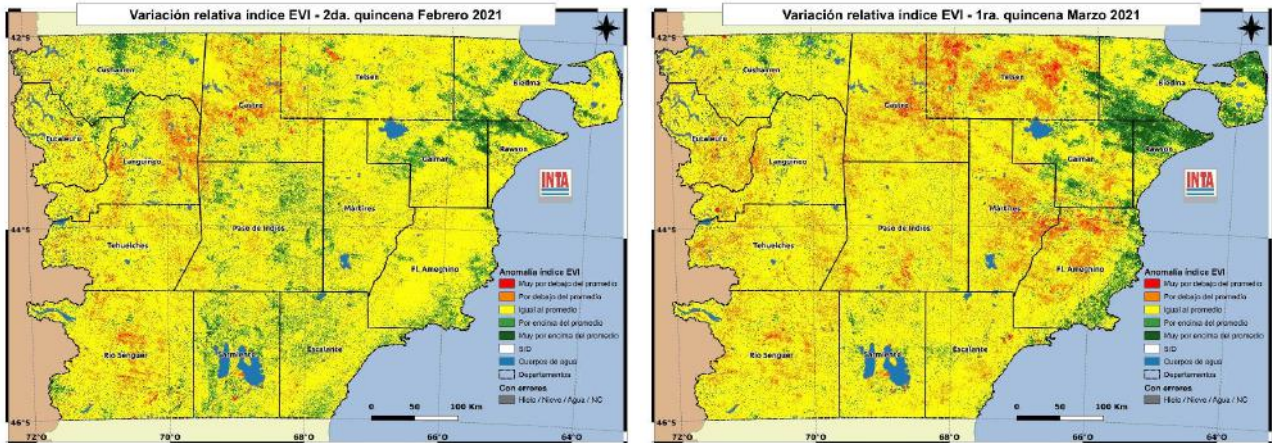 Variación relativa indice EVI - 2da. quincena Febrero 2021
42°S
Cushamen
Telsen
Biedma
Gastre
Languineo
Gaiman
Rawson
INTA
Mártires
44°S
Tehuelches
Paso de Indios
Fl. Ameghino
Anomalía índice EVI
Muy por debajo del promedio
Por debajo del promedio
Igual al promedio
Por encima del promedio
Muy por encima del promedio
S/D
Cuerpos de agua
Departamentos
Con errores
Hielo / Nieve / Agua / NC
Río Senguer
Sarmiento
Escalante
0 50 100 Km
46°S
72°O 70°O 68°O 66°O 64°O
Variación relativa indice EVI - 1ra. quincena Marzo 2021
42°S
Cushamen
Telsen
Biedma
Gastre
Languineo
Gaiman
Rawson
INTA
Mártires
44°S
Tehuelches
Paso de Indios
Fl. Ameghino
Anomalía índice EVI
Muy por debajo del promedio
Por debajo del promedio
Igual al promedio
Por encima del promedio
Muy por encima del promedio
S/D
Cuerpos de agua
Departamentos
Con errores
Hielo / Nieve / Agua / NC
Río Senguer
Sarmiento
Escalante
0 50 100 Km
46°S
72°O 70°O 68°O 66°O 64°O